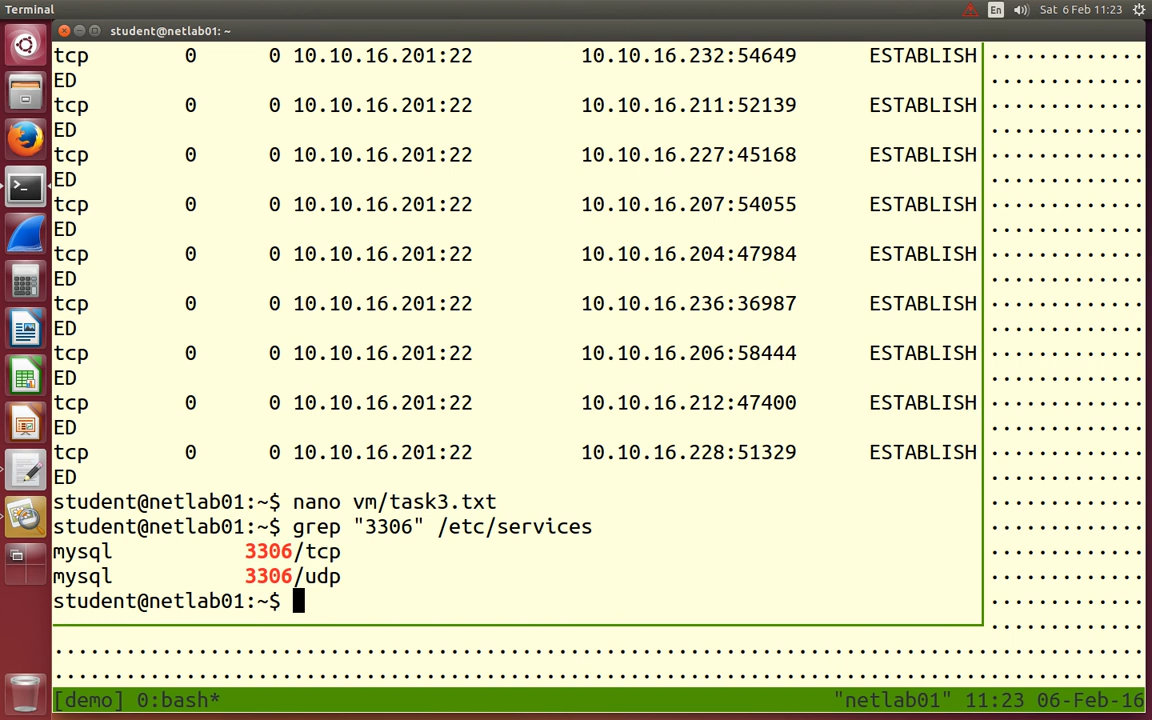 Terminal
En
Sat 6 Feb 11:23
student@netlab01: ~
tcp 0 0 10.10.16.201:22 10.10.16.232:54649 ESTABLISH
ED
tcp 0 0 10.10.16.201:22 10.10.16.211:52139 ESTABLISH
ED
tcp 0 0 10.10.16.201:22 10.10.16.227:45168 ESTABLISH
ED
tcp 0 0 10.10.16.201:22 10.10.16.207:54055 ESTABLISH
ED
tcp 0 0 10.10.16.201:22 10.10.16.204:47984 ESTABLISH
ED
tcp 0 0 10.10.16.201:22 10.10.16.236:36987 ESTABLISH
ED
tcp 0 0 10.10.16.201:22 10.10.16.206:58444 ESTABLISH
ED
tcp 0 0 10.10.16.201:22 10.10.16.212:47400 ESTABLISH
ED
tcp 0 0 10.10.16.201:22 10.10.16.228:51329 ESTABLISH
ED
student@netlab01:~$ nano vm/task3.txt
student@netlab01:~$ grep "3306" /etc/services
mysql 3306/tcp
mysql 3306/udp
student@netlab01:~$
[demo] 0:bash* "netlab01" 11:23 06-Feb-16